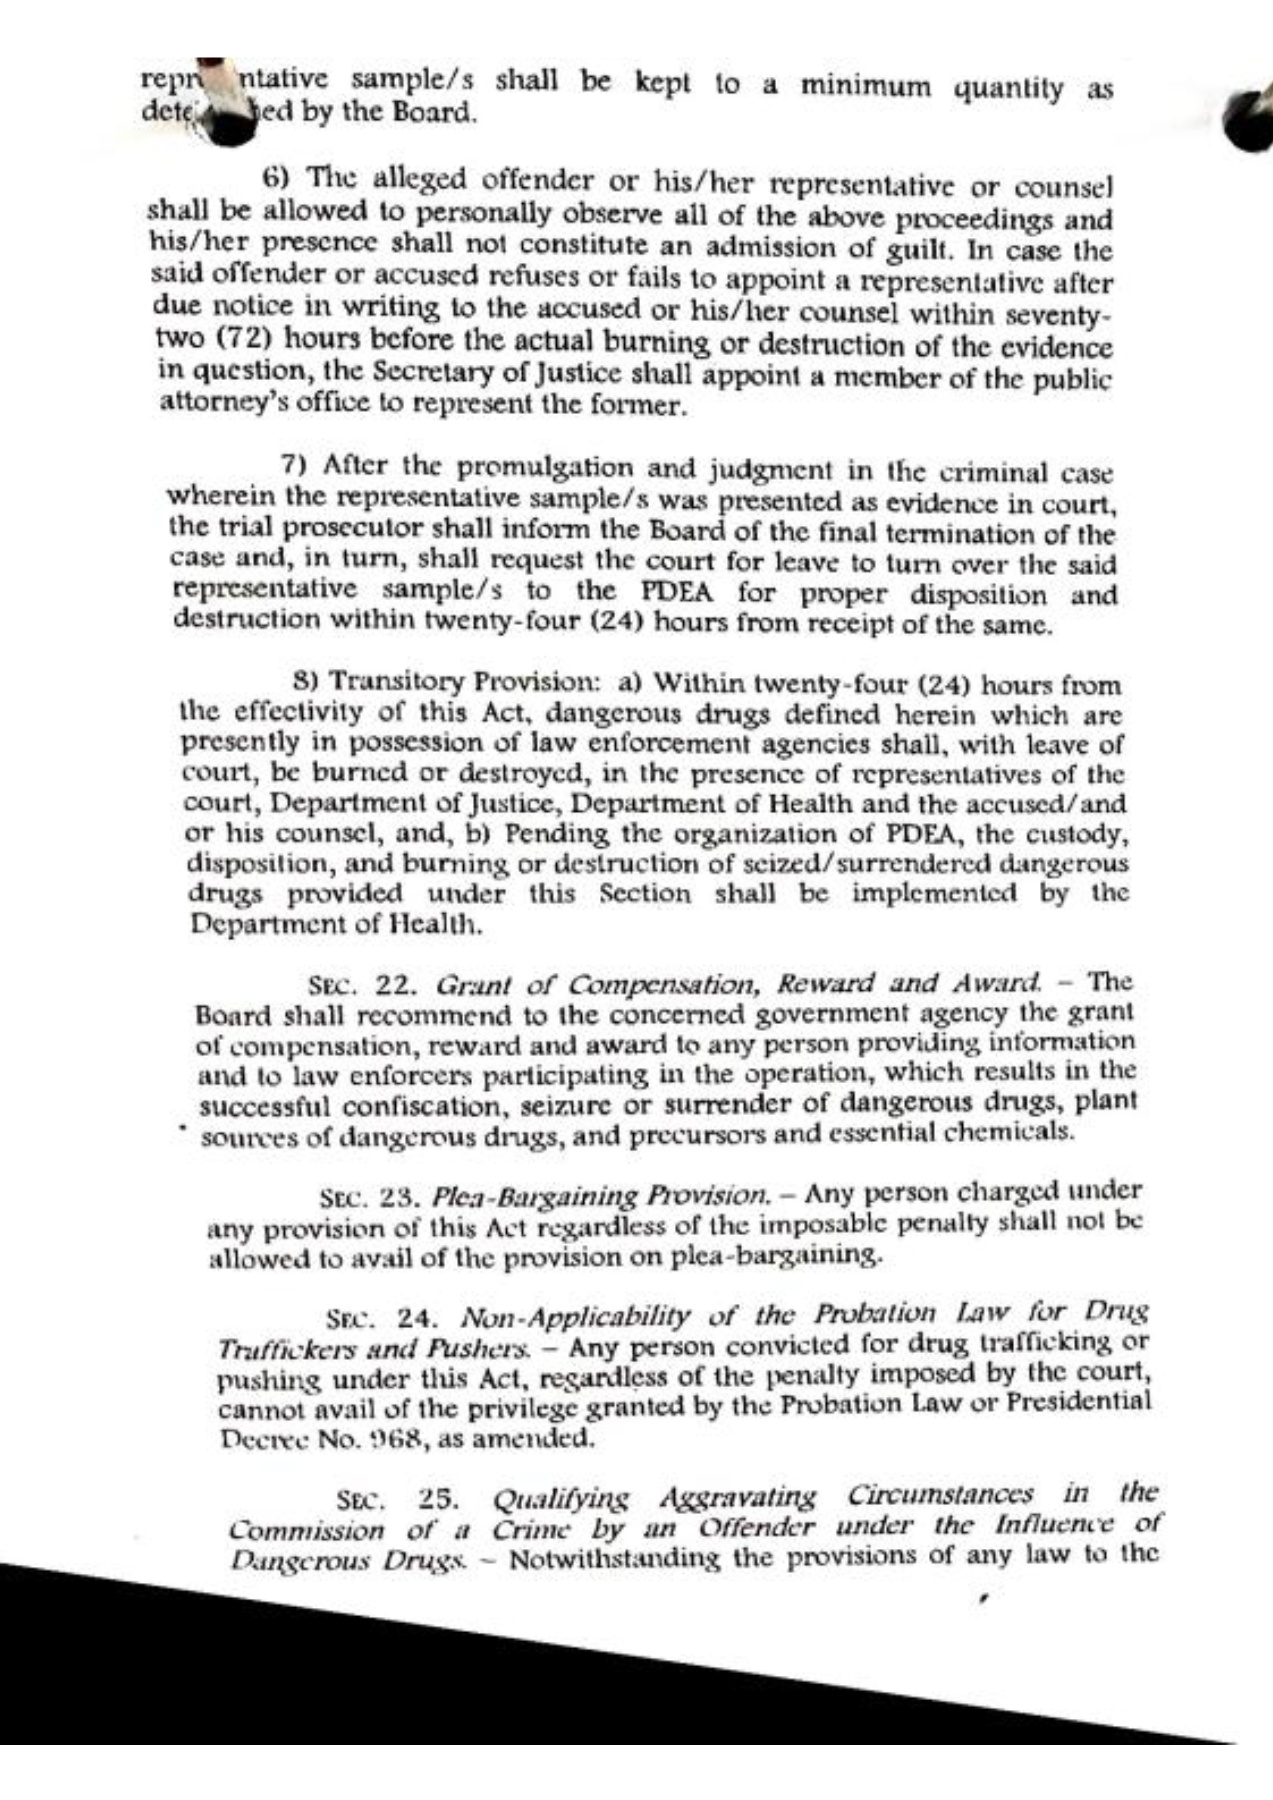 ntative sample/s shall be kept to a minimum quantity as
by the Board.
6) The alleged offender or his/her representative or counsel
shall be allowed to personally observe all of the above proceedings and
his/her presence shall not constitute an admission of guilt. In case the
said offender or accused refuses or fails to appoint a representative after
due notice in writing to the accused or his/her counsel within seventy-
two (72) hours before the actual burning or destruction of the evidence
in question, the Secretary of Justice shall appoint a member of the public
attorney's office to represent the former.
7) After the promulgation and judgment in the criminal case
wherein the representative sample/s was presented as evidence in court,
the trial prosecutor shall inform the Board of the final termination of the
case and, in turn, shall request the court for leave to turn over the said
representative sample/s to the PDEA for proper disposition and
destruction within twenty-four (24) hours from receipt of the same.
8) Transitory Provision: a) Within twenty-four (24) hours from
the effectivity of this Act, dangerous drugs defined herein which are
presently in possession of law enforcement agencies shall, with leave of
court, be burned or destroyed, in the presence of representatives of the
court, Department of Justice, Department of Health and the accused/and
or his counsel, and, b) Pending the organization of PDEA, the custody,
disposition, and burning or destruction of seized/surrendered dangerous
drugs provided under this Section shall be implemented by the
Department of Health.
SEC. 22. Grant of Compensation, Reward and Award. – The
Board shall recommend to the concerned government agency the grant
of compensation, reward and award to any person providing information
and to law enforcers participating in the operation, which results in the
successful confiscation, seizure or surrender of dangerous drugs, plant
sources of dangerous drugs, and precursors and essential chemicals.
SEC. 23. Plea-Bargaining Provision. – Any person charged under
any provision of this Act regardless of the imposable penalty shall not be
allowed to avail of the provision on plea-bargaining.
SEC. 24. Non-Applicability of the Probation Law for Drug
Traffickers and Pushers. – Any person convicted for drug trafficking or
pushing under this Act, regardless of the penalty imposed by the court,
cannot avail of the privilege granted by the Probation Law or Presidential
Decree No. 968, as amended.
SEC. 25. Qualifying Aggravating Circumstances in the
Commission of a Crime by an Offender under the Influence of
Dangerous Drugs. – Notwithstanding the provisions of any law to the